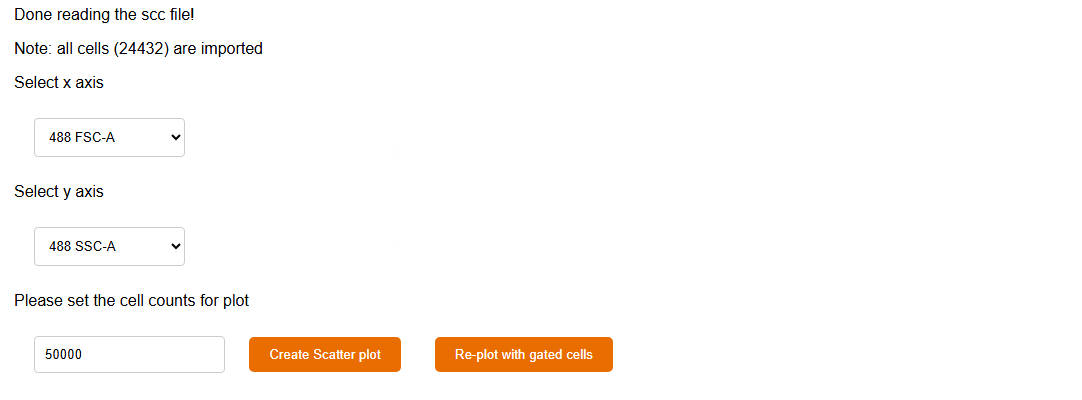 Done reading the scc file!
Note: all cells (24432) are imported
Select x axis
488 FSC-A
Select y axis
488 SSC-A
Please set the cell counts for plot
50000 Create Scatter plot Re-plot with gated cells